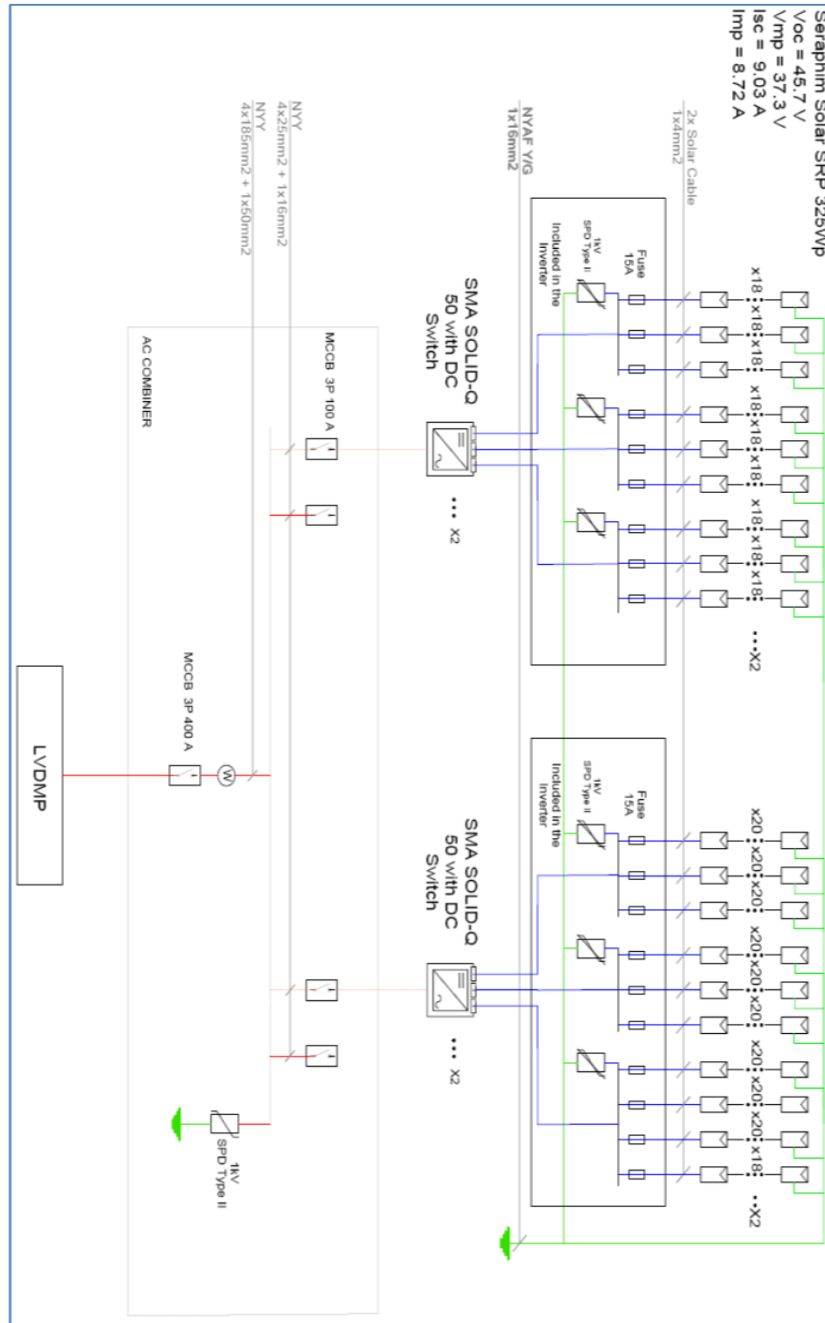 Seraphim Solar SRP 325Wp
Voc = 45.7 V
Vmp = 37.3 V
Isc = 9.03 A
Imp = 8.72 A
x18 x18 x18 x18 x18 x18 x18 x18 x18 ...X2
x20 x20 x20 x20 x20 x20 x20 x20 x20 x18 ..X2
2x Solar Cable
1x4mm2
Fuse
15A
1kV
SPD Type II
Included in the
Inverter
Fuse
15A
1kV
SPD Type II
Included in the
Inverter
NYAF Y/G
1x16mm2
SMA SOLID-Q
50 with DC
Switch
... X2
SMA SOLID-Q
50 with DC
Switch
... X2
NYY
4x25mm2 + 1x16mm2
NYY
4x185mm2 + 1x50mm2
MCCB 3P 100 A
AC COMBINER
W
MCCB 3P 400 A
1kV
SPD Type II
LVDMP